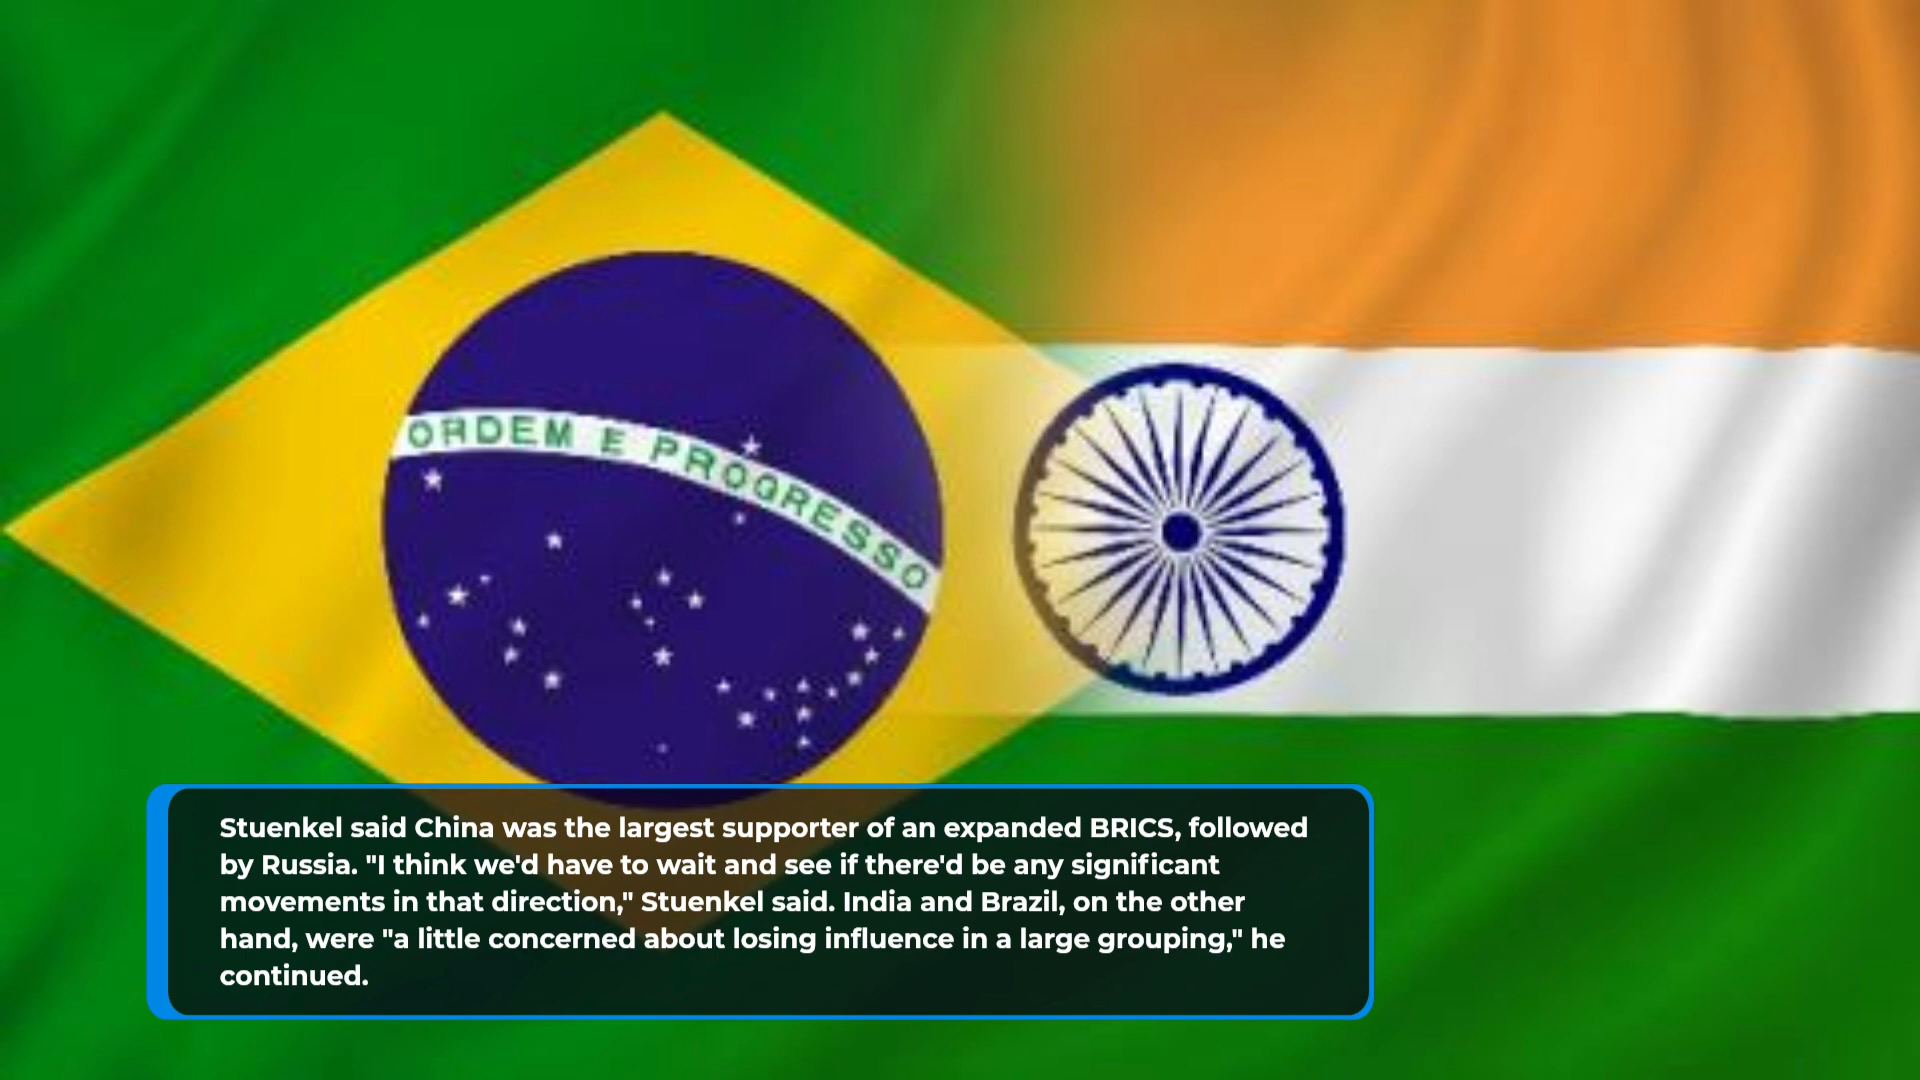 ORDEM E PROGRESSO
Stuenkel said China was the largest supporter of an expanded BRICS, followed
by Russia. "I think we'd have to wait and see if there'd be any significant
movements in that direction," Stuenkel said. India and Brazil, on the other
hand, were "a little concerned about losing influence in a large grouping," he
continued.